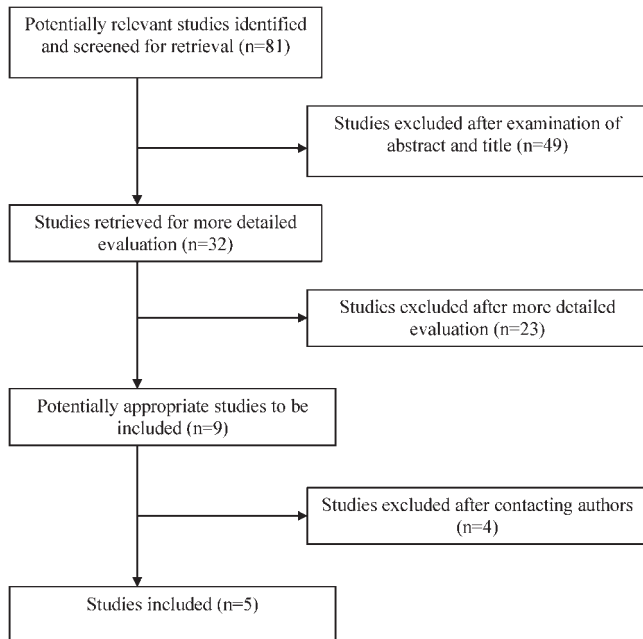 Potentially relevant studies identified
and screened for retrieval (n=81)
Studies excluded after examination of
abstract and title (n=49)
Studies retrieved for more detailed
evaluation (n=32)
Studies excluded after more detailed
evaluation (n=23)
Potentially appropriate studies to be
included (n=9)
Studies excluded after contacting authors
(n=4)
Studies included (n=5)